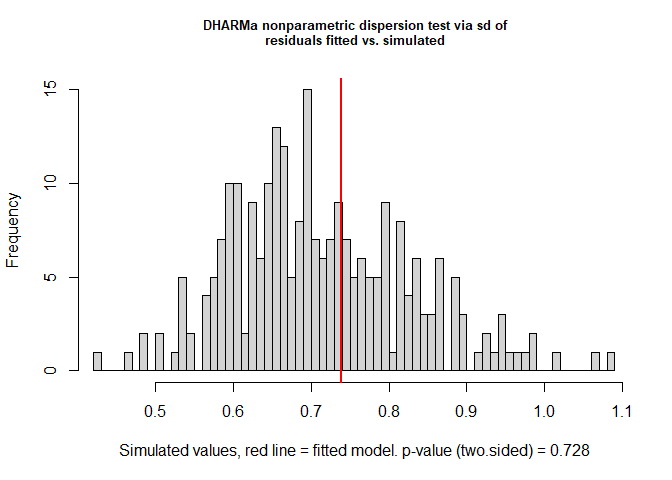 DHARMa nonparametric dispersion test via sd of
residuals fitted vs. simulated
15
10
5
0
Frequency
0.5 0.6 0.7 0.8 0.9 1.0 1.1
Simulated values, red line = fitted model. p-value (two.sided) = 0.728